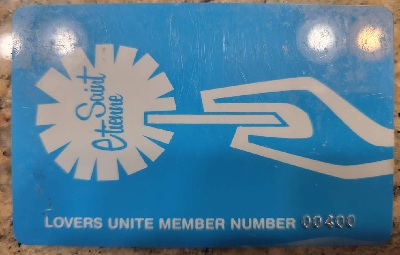 Saint
Etienne
LOVERS UNITE MEMBER NUMBER 00400